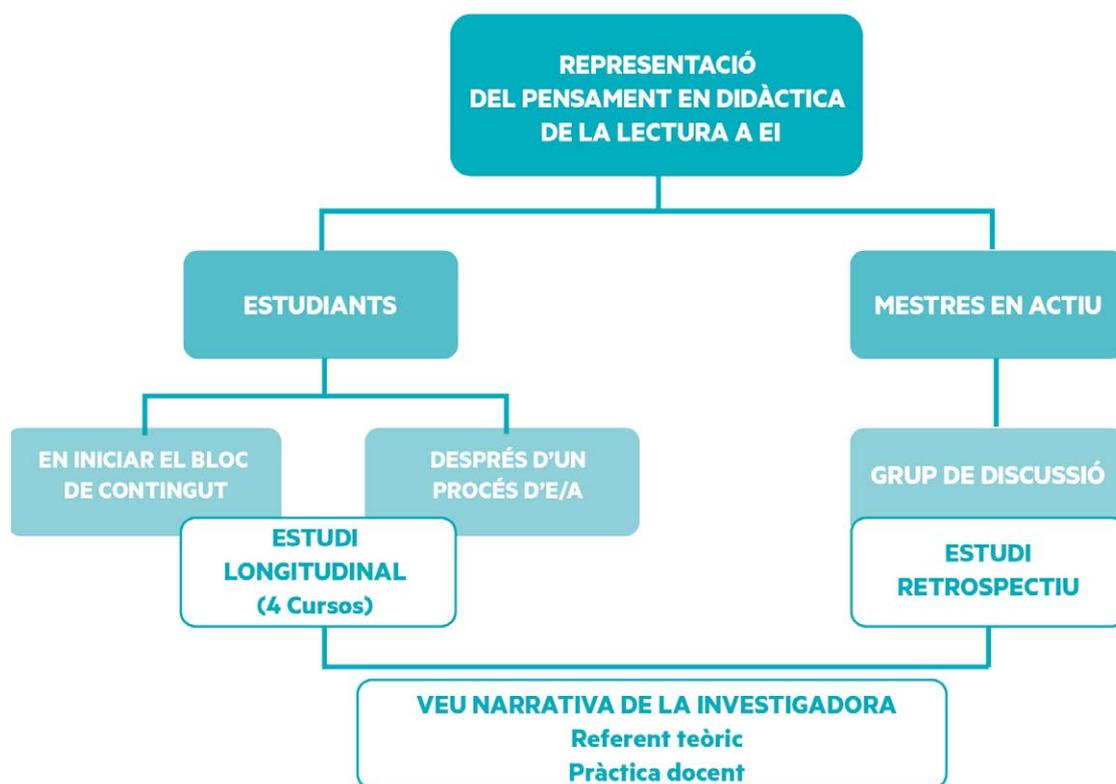 REPRESENTACIÓ
DEL PENSAMENT EN DIDÀCTICA
DE LA LECTURA A EI
ESTUDIANTS
MESTRES EN ACTIU
EN INICIAR EL BLOC
DE CONTINGUT
DESPRÉS D’UN
PROCÉS D’E/A
GRUP DE DISCUSSIÓ
ESTUDI
LONGITUDINAL
(4 Cursos)
ESTUDI
RETROSPECTIU
VEU NARRATIVA DE LA INVESTIGADORA
Referent teòric
Pràctica docent